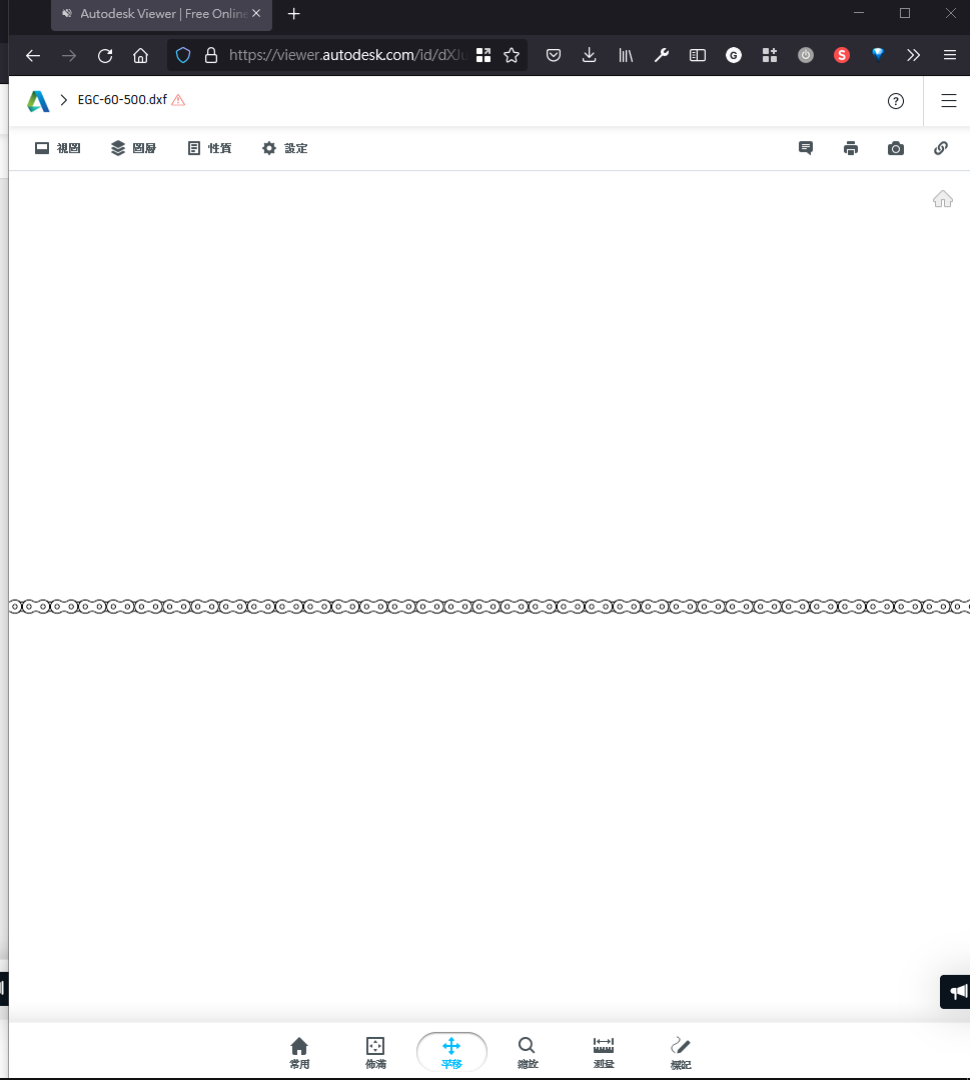 Autodesk Viewer | Free Online
https://viewer.autodesk.com/id/dXJu
EGC-60-500.dxf
視圖 圖層 性質 設定
常用 佈滿 平移 縮放 測量 標記